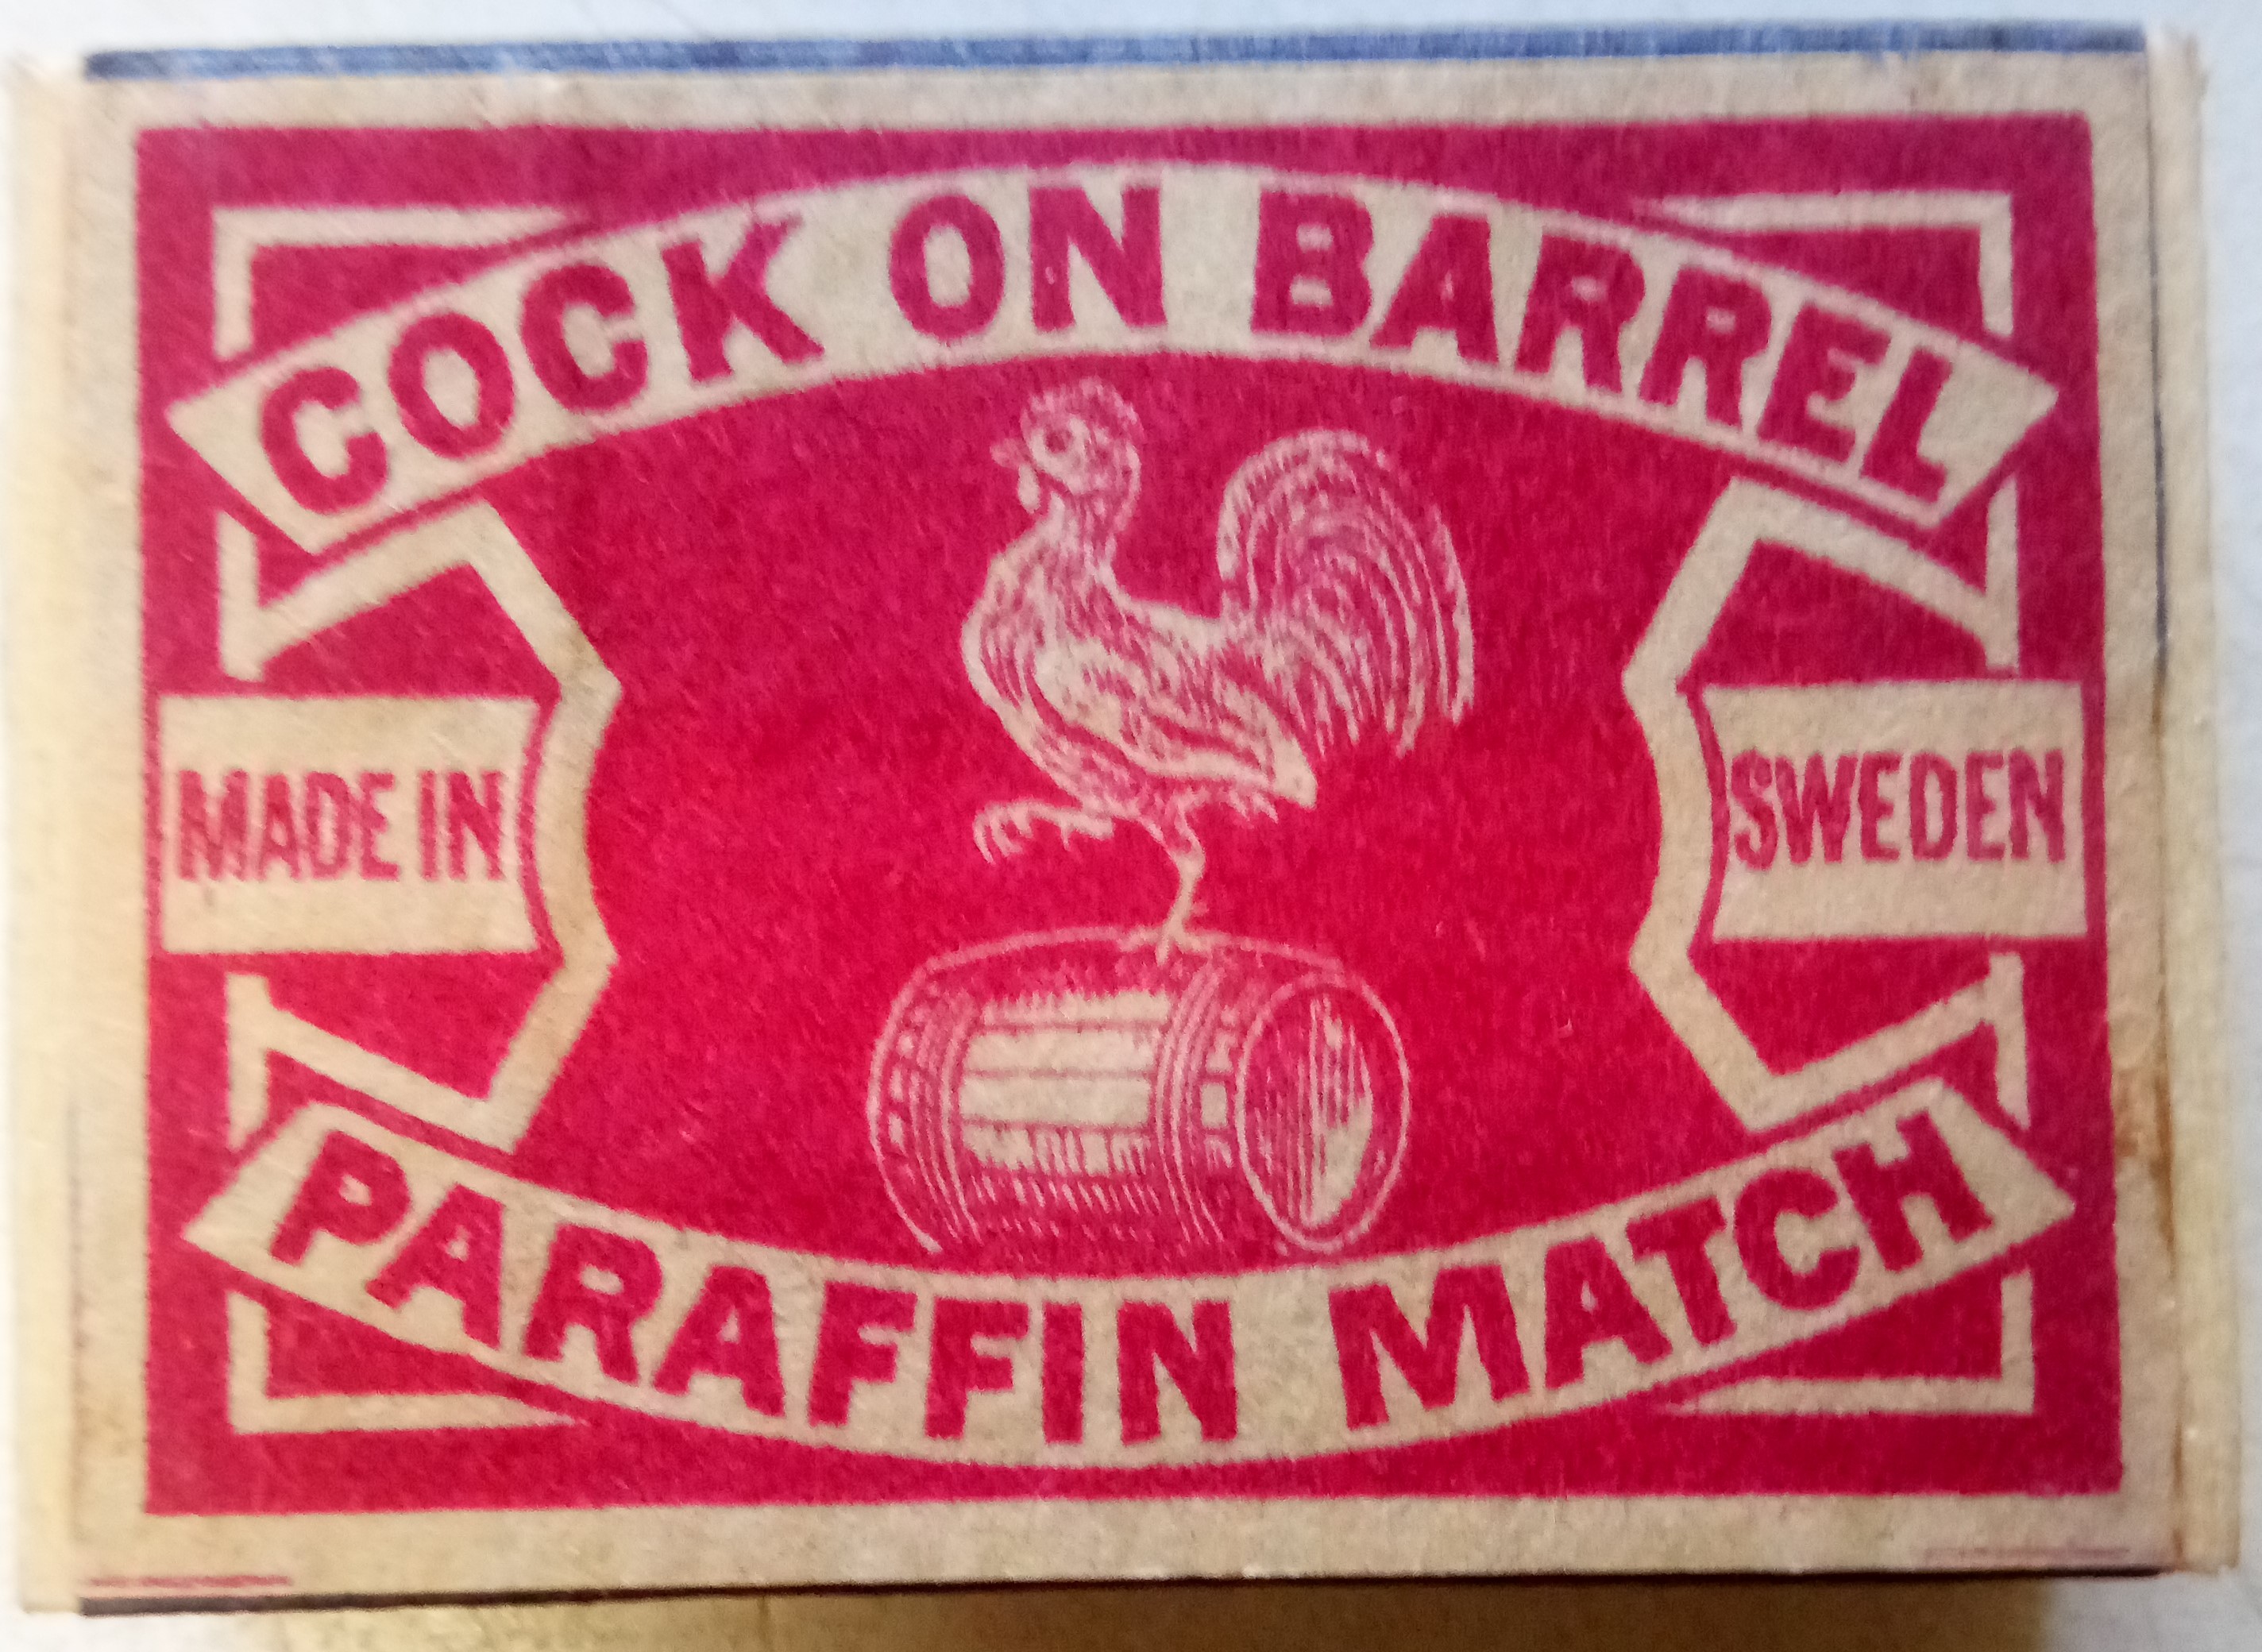 COCK ON BARREL
MADE IN
SWEDEN
PARAFFIN MATCH